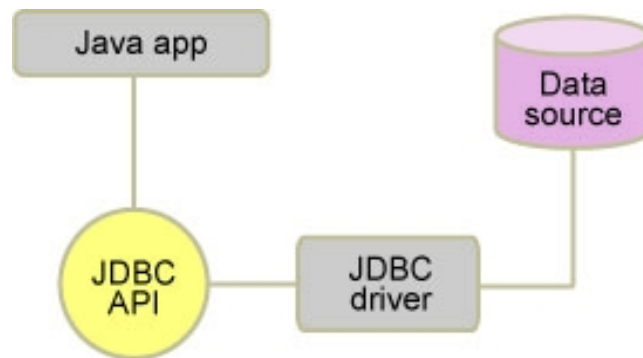 Java app
Data
source
JDBC
API
JDBC
driver